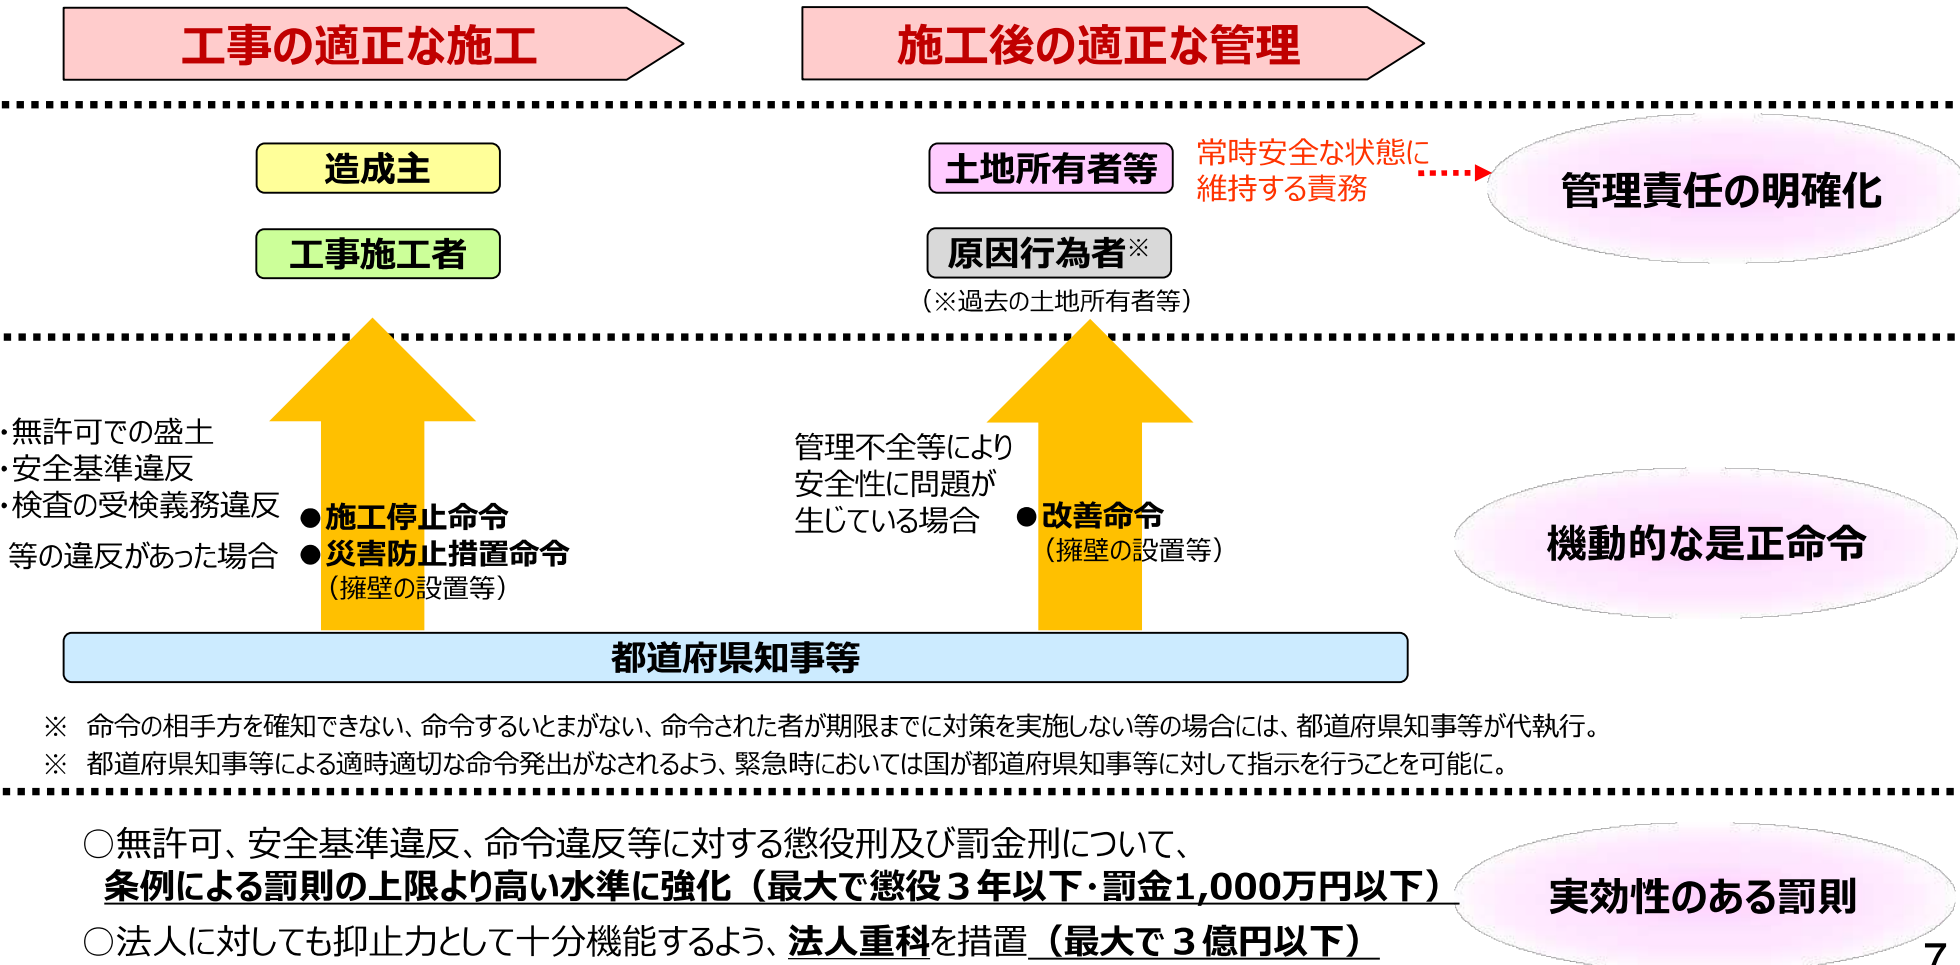 工事の適正な施工
施工後の適正な管理
造成主
工事施工者
土地所有者等
原因行為者※
（※過去の土地所有者等）
常時安全な状態に
維持する責務
管理責任の明確化
・無許可での盛土
・安全基準違反
・検査の受検義務違反
等の違反があった場合
●施工停止命令
●災害防止措置命令
（擁壁の設置等）
管理不全等により
安全性に問題が
生じている場合
●改善命令
（擁壁の設置等）
機動的な是正命令
都道府県知事等
※　命令の相手方を確知できない、命令するいとまがない、命令された者が期限までに対策を実施しない等の場合には、都道府県知事等が代執行。
※　都道府県知事等による適時適切な命令発出がなされるよう、緊急時においては国が都道府県知事等に対して指示を行うことを可能に。
○無許可、安全基準違反、命令違反等に対する懲役刑及び罰金刑について、
条例による罰則の上限より高い水準に強化（最大で懲役３年以下・罰金1,000万円以下）
○法人に対しても抑止力として十分機能するよう、法人重科を措置（最大で３億円以下）
実効性のある罰則
7